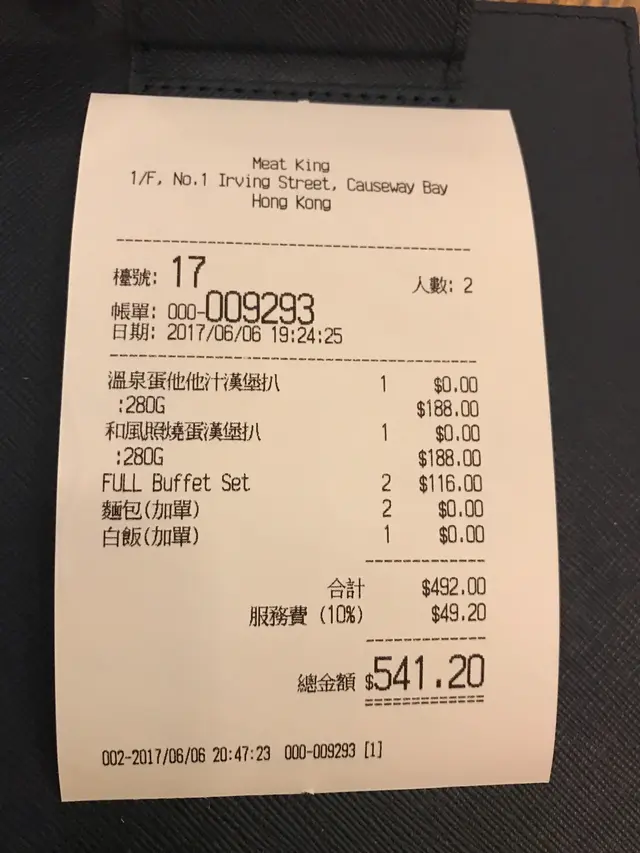 Meat King
1/F, No.1 Irving Street, Causeway Bay
Hong Kong
檯號: 17 人數: 2
帳單: 000-009293
日期: 2017/06/06 19:24:25
溫泉蛋他他汁漢堡扒 1 $0.00
:280G $188.00
和風照燒蛋漢堡扒 1 $0.00
:280G $188.00
FULL Buffet Set 2 $116.00
麵包(加單) 2 $0.00
白飯(加單) 1 $0.00
合計 $492.00
服務費 (10%) $49.20
總金額 $541.20
002-2017/06/06 20:47:23 000-009293 [1]